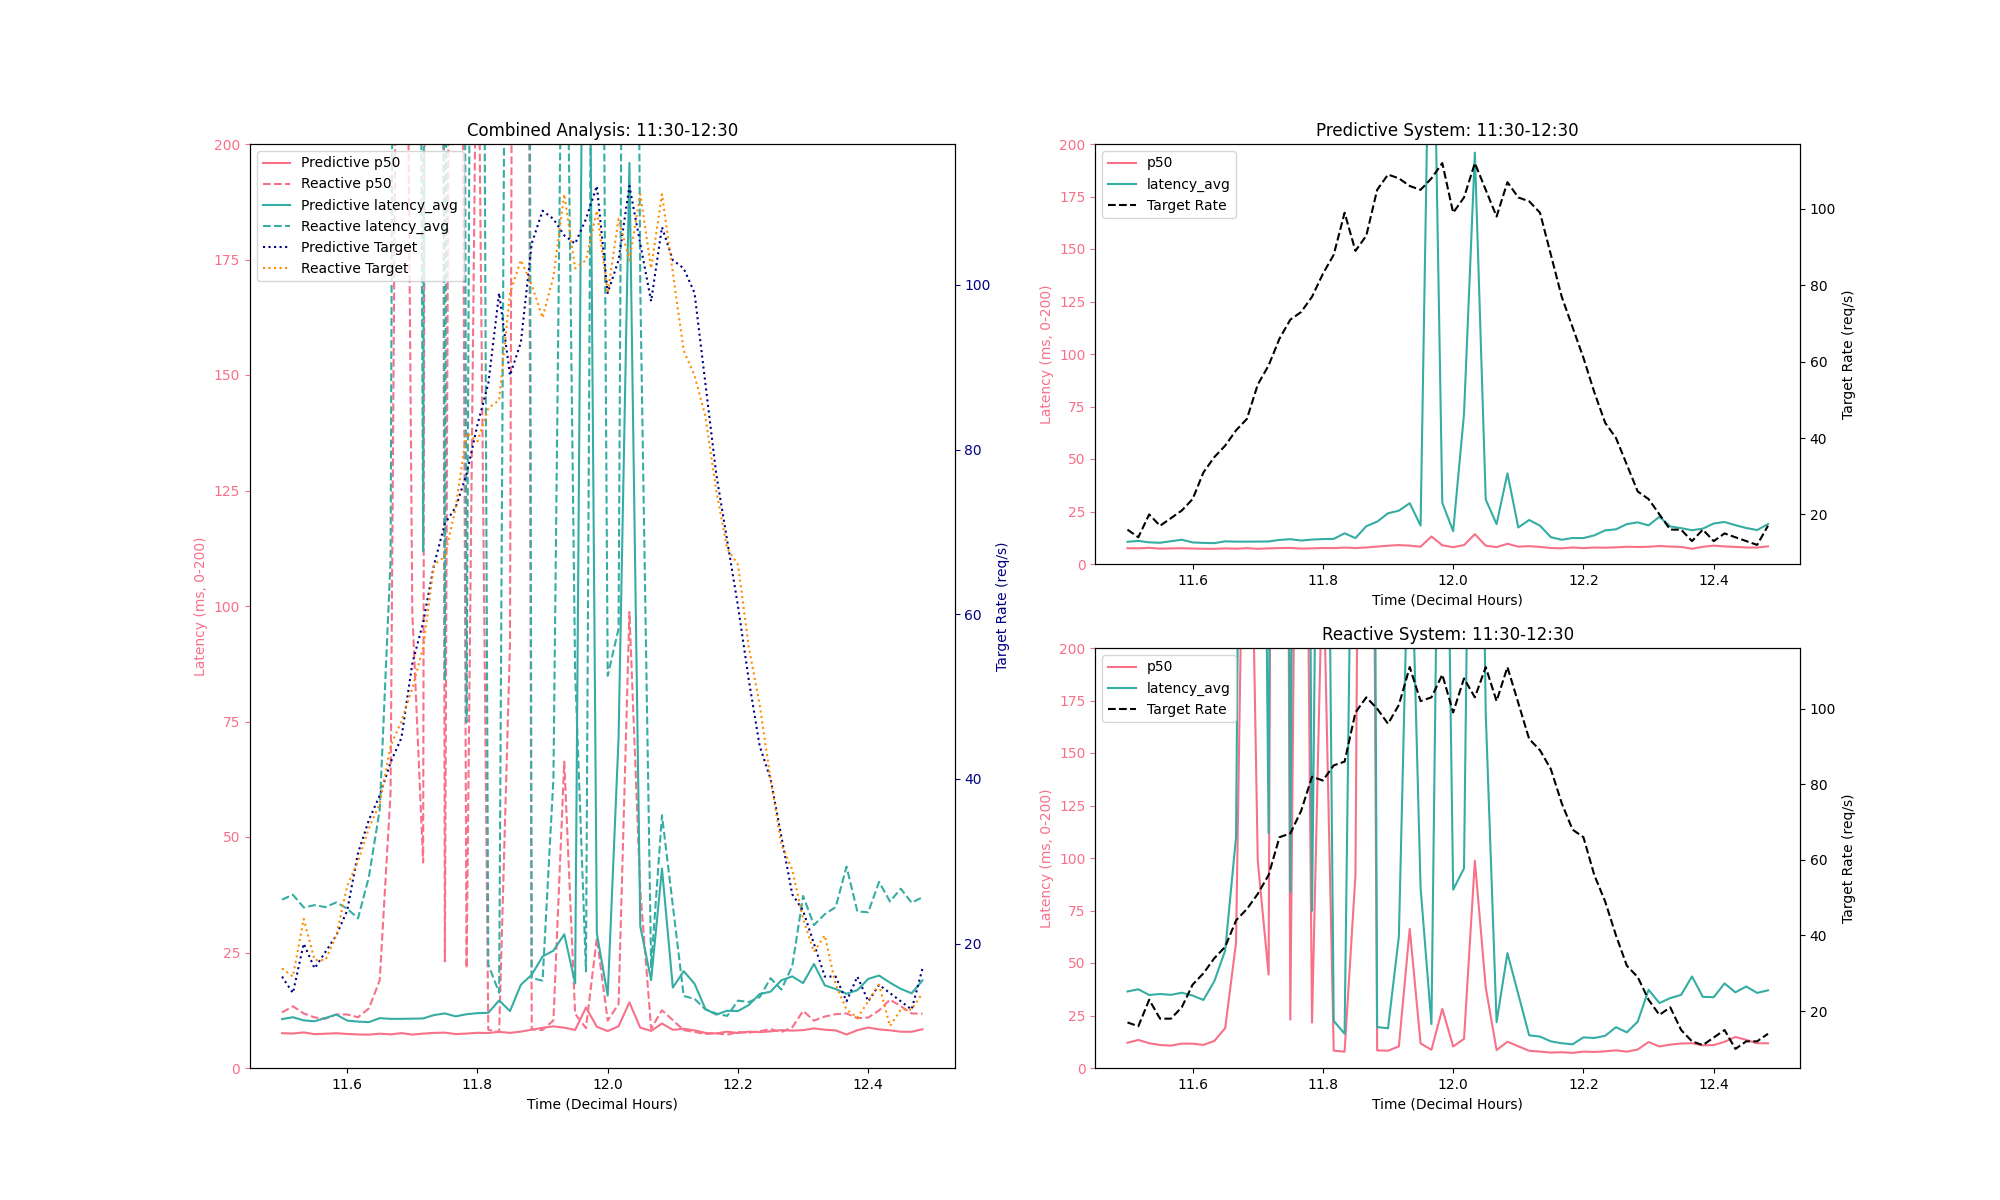 Combined Analysis: 11:30-12:30
Predictive p50
Reactive p50
Predictive latency_avg
Reactive latency_avg
Predictive Target
Reactive Target
Latency (ms, 0-200)
200
175
150
125
100
75
50
25
0
Target Rate (req/s)
100
80
60
40
20
11.6 11.8 12.0 12.2 12.4
Time (Decimal Hours)
Predictive System: 11:30-12:30
p50
latency_avg
Target Rate
Latency (ms, 0-200)
200
175
150
125
100
75
50
25
0
Target Rate (req/s)
100
80
60
40
20
11.6 11.8 12.0 12.2 12.4
Time (Decimal Hours)
Reactive System: 11:30-12:30
p50
latency_avg
Target Rate
Latency (ms, 0-200)
200
175
150
125
100
75
50
25
0
Target Rate (req/s)
100
80
60
40
20
11.6 11.8 12.0 12.2 12.4
Time (Decimal Hours)